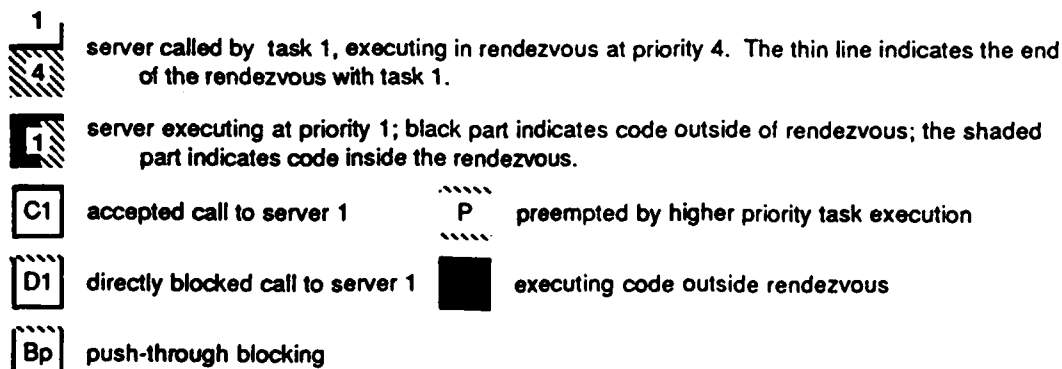 1
4 server called by task 1, executing in rendezvous at priority 4. The thin line indicates the end
of the rendezvous with task 1.
1 server executing at priority 1; black part indicates code outside of rendezvous; the shaded
part indicates code inside the rendezvous.
C1 accepted call to server 1 P preempted by higher priority task execution
D1 directly blocked call to server 1 executing code outside rendezvous
Bp push-through blocking